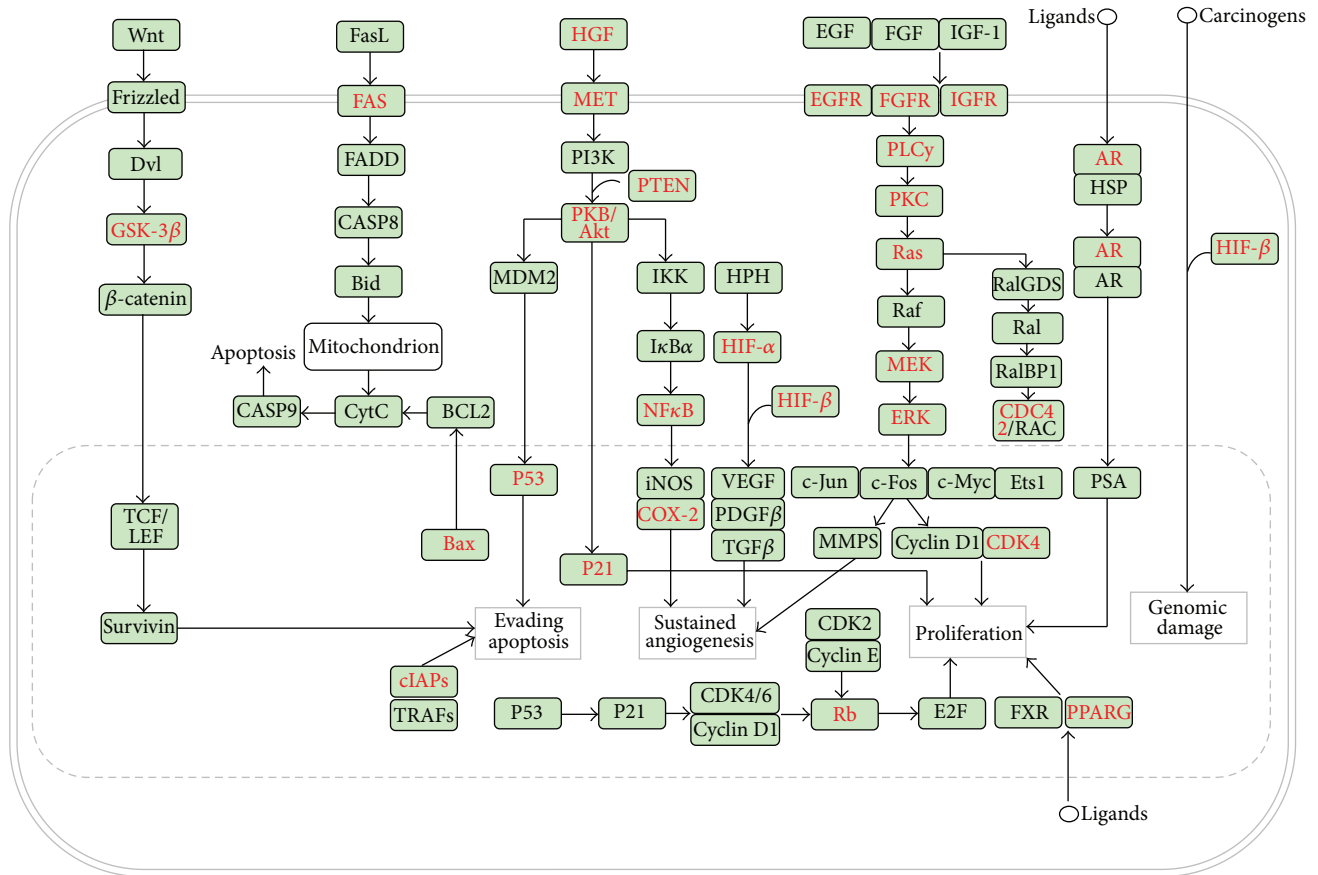 Wnt
FasL
HGF
EGF
FGF
IGF-1
Ligands
Carcinogens
Frizzled
FAS
MET
EGFR
FGFR
IGFR
Dvl
FADD
PI3K
PLCy
AR
HSP
PTEN
GSK-3β
CASP8
PKB/
Akt
PKC
Ras
AR
AR
HIF-β
β-catenin
Bid
MDM2
IKK
HPH
RalGDS
Raf
Ral
Mitochondrion
Apoptosis
IκBα
HIF-α
MEK
RalBP1
CASP9
CytC
BCL2
NFκB
HIF-β
ERK
CDC4
2/RAC
P53
iNOS
COX-2
VEGF
PDGFβ
TGFβ
c-Jun
c-Fos
c-Myc
Ets1
PSA
TCF/
LEF
Bax
P21
MMPS
Cyclin D1
CDK4
Survivin
Evading
apoptosis
Sustained
angiogenesis
CDK2
Cyclin E
Proliferation
Genomic
damage
cIAPs
TRAFs
P53
P21
CDK4/6
Cyclin D1
Rb
E2F
FXR
PPARG
Ligands